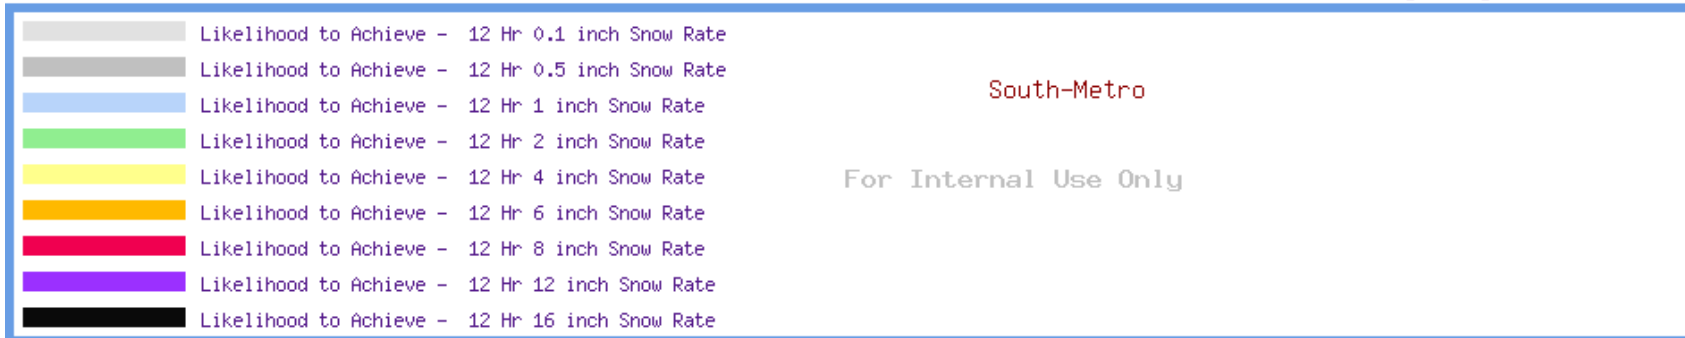 Likelihood to Achieve - 12 Hr 0.1 inch Snow Rate
Likelihood to Achieve - 12 Hr 0.5 inch Snow Rate
Likelihood to Achieve - 12 Hr 1 inch Snow Rate
Likelihood to Achieve - 12 Hr 2 inch Snow Rate
Likelihood to Achieve - 12 Hr 4 inch Snow Rate
Likelihood to Achieve - 12 Hr 6 inch Snow Rate
Likelihood to Achieve - 12 Hr 8 inch Snow Rate
Likelihood to Achieve - 12 Hr 12 inch Snow Rate
Likelihood to Achieve - 12 Hr 16 inch Snow Rate
South-Metro
For Internal Use Only